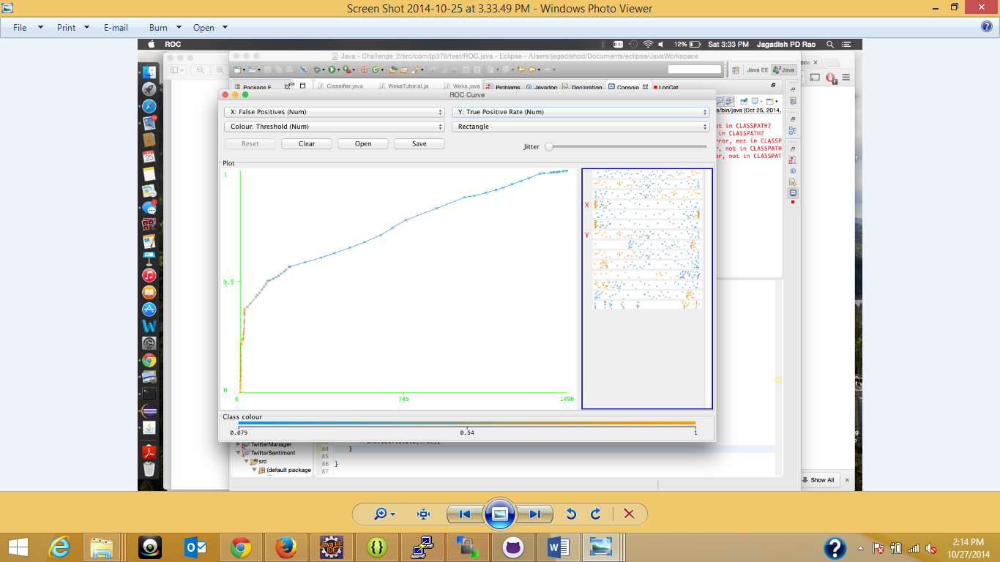 Screen Shot 2014-10-25 at 3.33.49 PM - Windows Photo Viewer
File Print E-mail Burn Open
ROC 12% Sat 3:33 PM Jagadish PD Rao
Java - Challenge_2/src/com/jp378/test/ROC.java - Eclipse - /Users/jagadishpd/Documents/eclipse/JavaWorkspace
Java EE Java
Package E Classifier.java WekaTutorial.ja Weka.java Problems Javadoc Declaration Console LogCat
ROC Curve
e/bin/java (Oct 25, 2014,
X: False Positives (Num) Y: True Positive Rate (Num)
Colour: Threshold (Num) Rectangle
ot in CLASSPATH?
in CLASSPATH?
rror, not in CLASSP
r, not in CLASSPATH
or, not in CLASSPAT
Reset Clear Open Save Jitter
Plot
1
0.5
0
0 745 1490
X
Y
25
Class colour
0.079 0.54 1
TwitterManager
TwitterSentiment
src
(default package
84 }
85
86 }
87
Show All
2:14 PM
10/27/2014